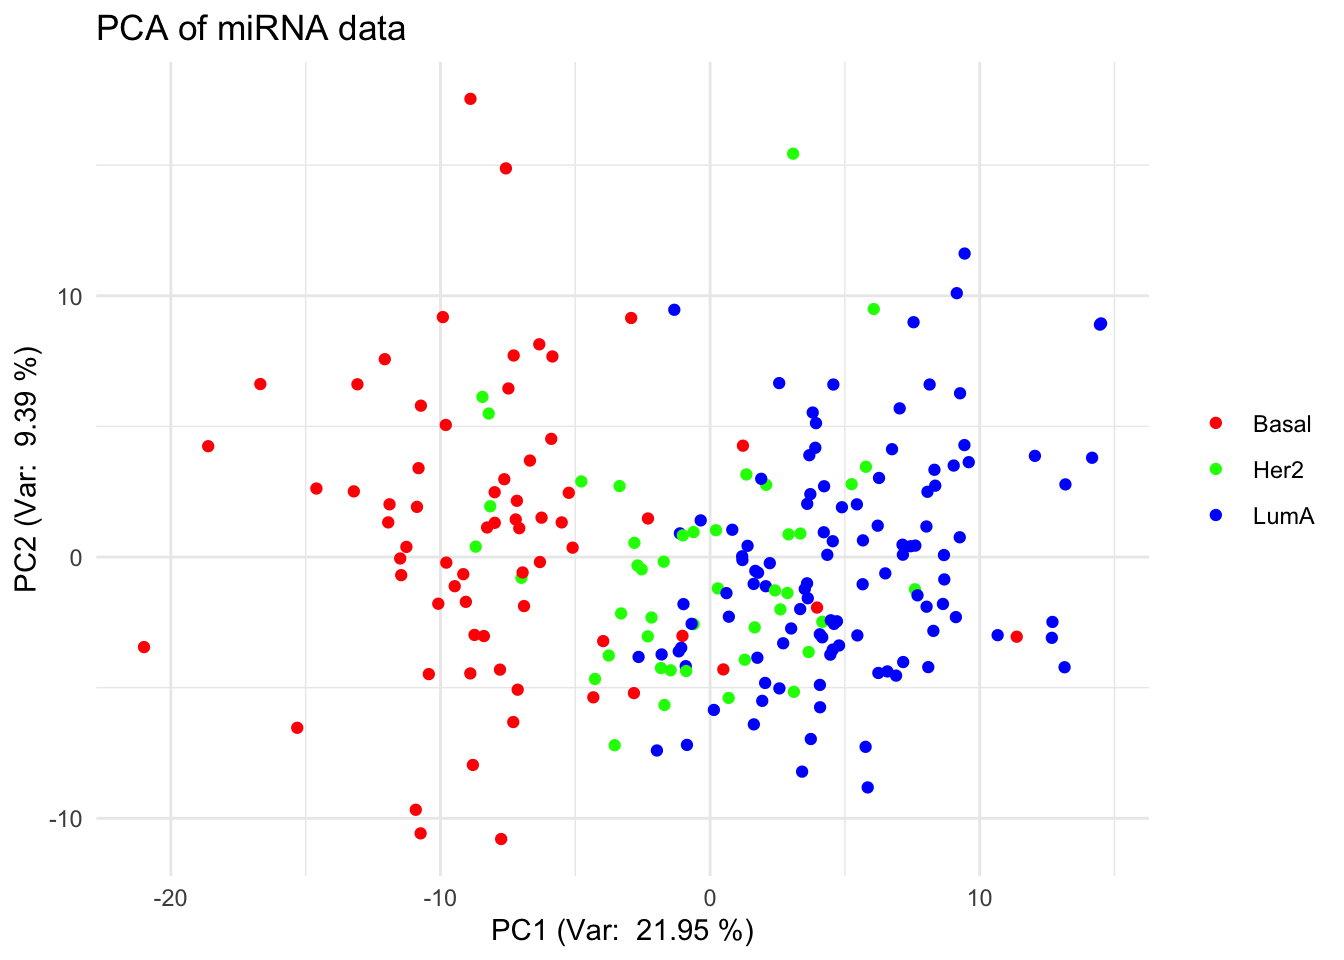 PCA of miRNA data
10
0
-10
PC2 (Var:  9.39 %)
-20
-10
0
10
PC1 (Var:  21.95 %)
Basal
Her2
LumA